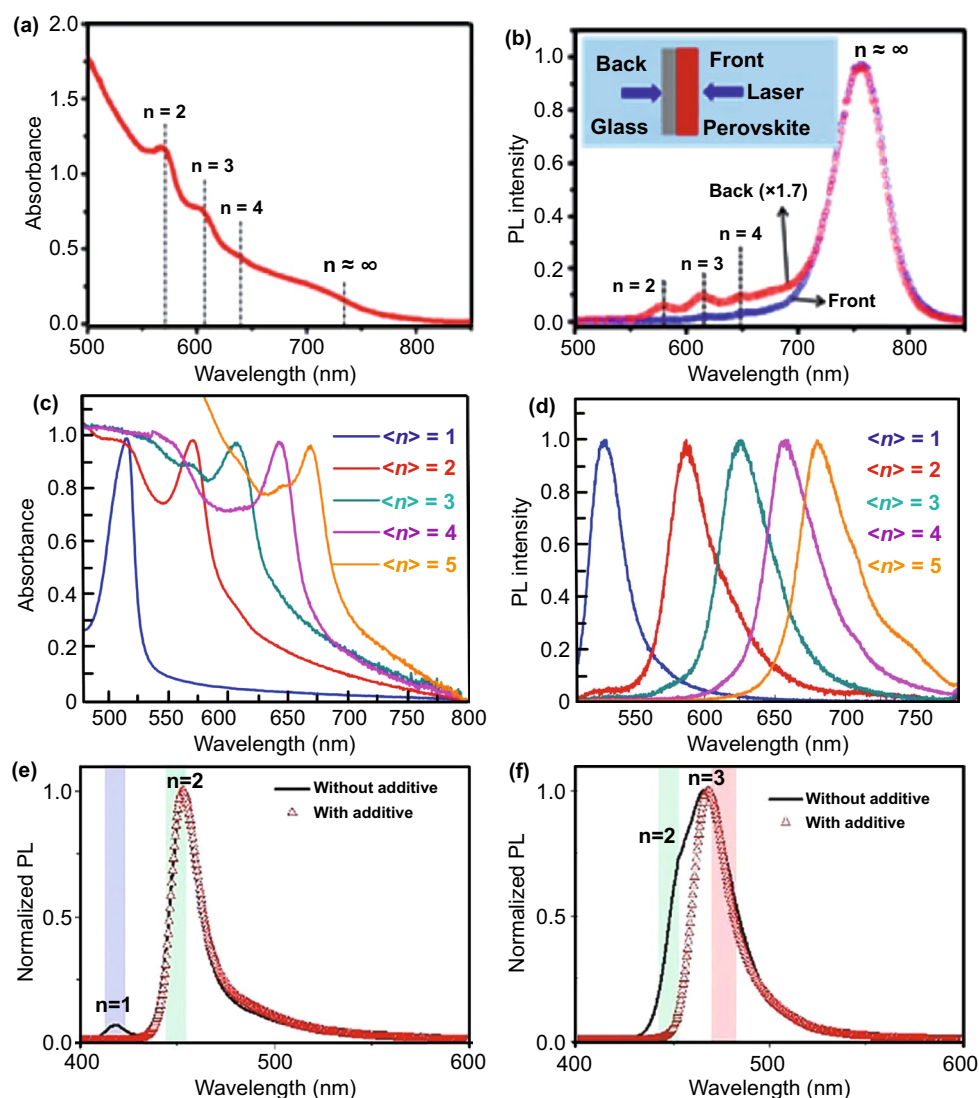 (a)
2.0
1.5
1.0
0.5
0.0
Absorbance
n = 2
n = 3
n = 4
n ≈ ∞
500 600 700 800
Wavelength (nm)
(b)
1.0
0.8
0.6
0.4
0.2
0.0
PL intensity
Back Front
Laser
Glass Perovskite
n ≈ ∞
Back (×1.7)
n = 2
n = 3
n = 4
Front
500 600 700 800
Wavelength (nm)
(c)
1.0
0.8
0.6
0.4
0.2
0
Absorbance
<n> = 1
<n> = 2
<n> = 3
<n> = 4
<n> = 5
500 550 600 650 700 750 800
Wavelength (nm)
(d)
1.0
0.8
0.6
0.4
0.2
0
PL intensity
<n> = 1
<n> = 2
<n> = 3
<n> = 4
<n> = 5
550 600 650 700 750
Wavelength (nm)
(e)
1.0
0.5
0.0
Normalized PL
n=2
Without additive
With additive
n=1
400 500 600
Wavelength (nm)
(f)
1.0
0.5
0.0
Normalized PL
n=3
Without additive
With additive
n=2
400 500 600
Wavelength (nm)